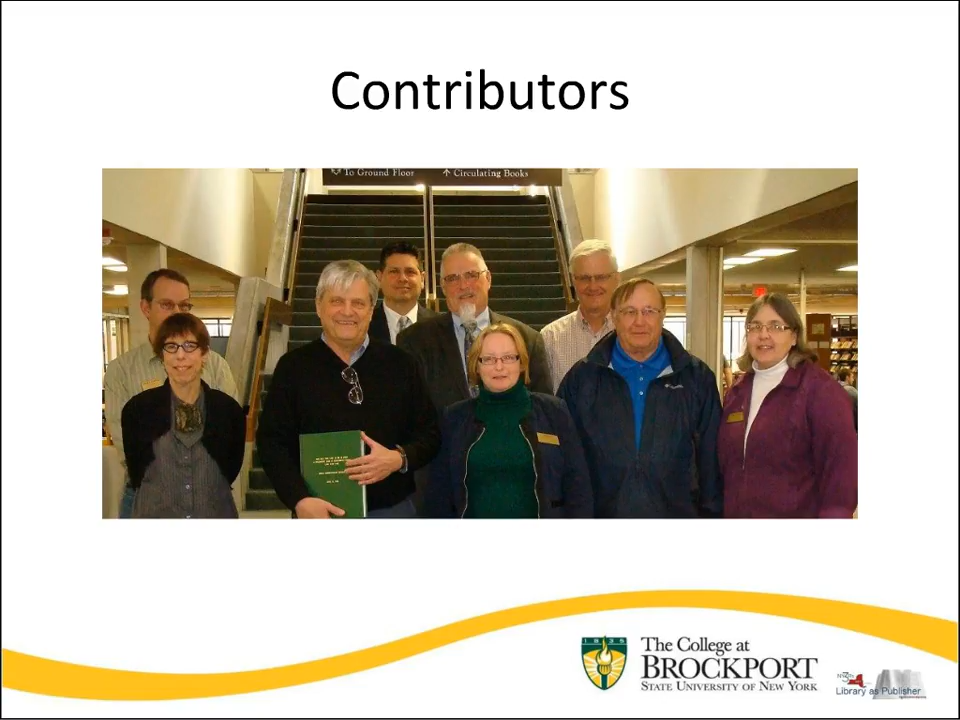 Contributors
To Ground Floor
Circulating Books
1835
The College at
BROCKPORT
STATE UNIVERSITY OF NEW YORK
Library as Publisher